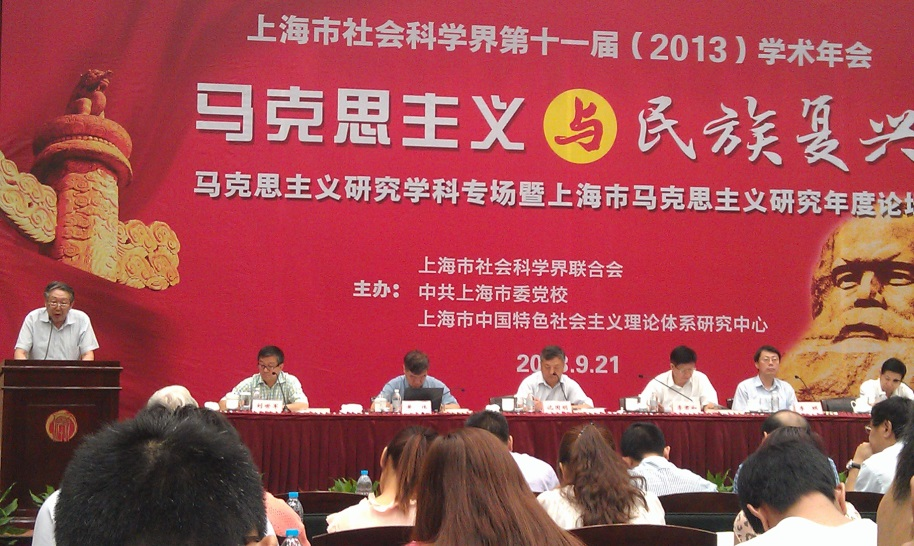 上海市社会科学界第十一届（2013）学术年会
马克思主义与民族复兴
马克思主义研究学科专场暨上海市马克思主义研究年度论坛
主办：
上海市社会科学界联合会
中共上海市委党校
上海市中国特色社会主义理论体系研究中心
9.21